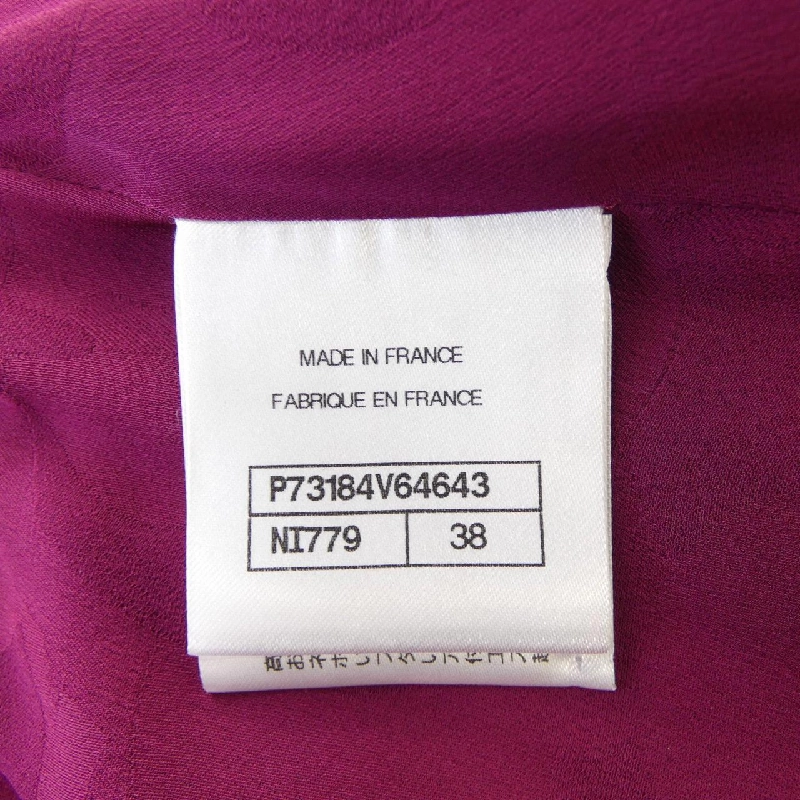 MADE IN FRANCE
FABRIQUE EN FRANCE
P73184V64643
NI779 38